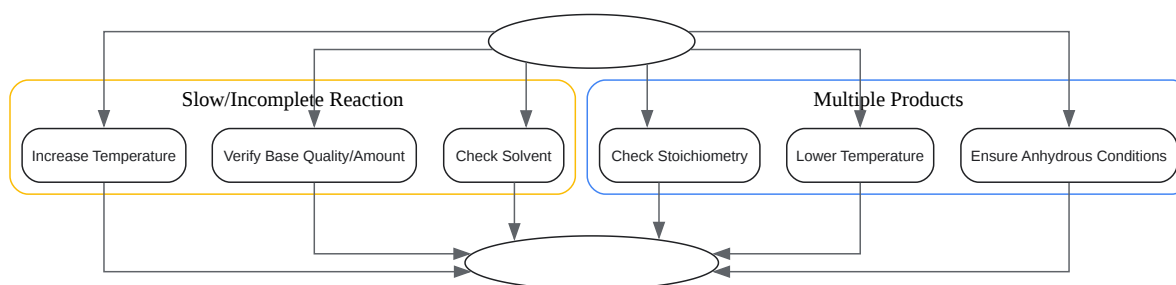 Slow/Incomplete Reaction
Multiple Products
Increase Temperature
Verify Base Quality/Amount
Check Solvent
Check Stoichiometry
Lower Temperature
Ensure Anhydrous Conditions